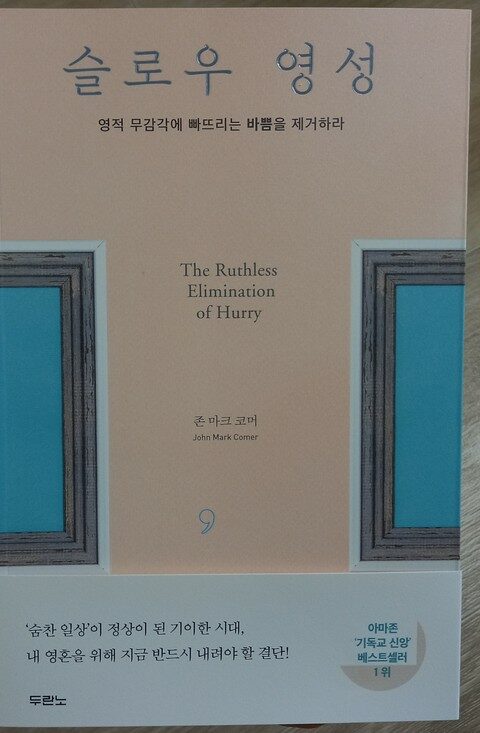 슬로우 영성
영적 무감각에 빠뜨리는 바쁨을 제거하라
The Ruthless
Elimination
of Hurry
존 마크 코머
John Mark Comer
'숨찬 일상'이 정상이 된 기이한 시대,
내 영혼을 위해 지금 반드시 내려야 할 결단!
아마존
'기독교 신앙'
베스트셀러
1위
두란노